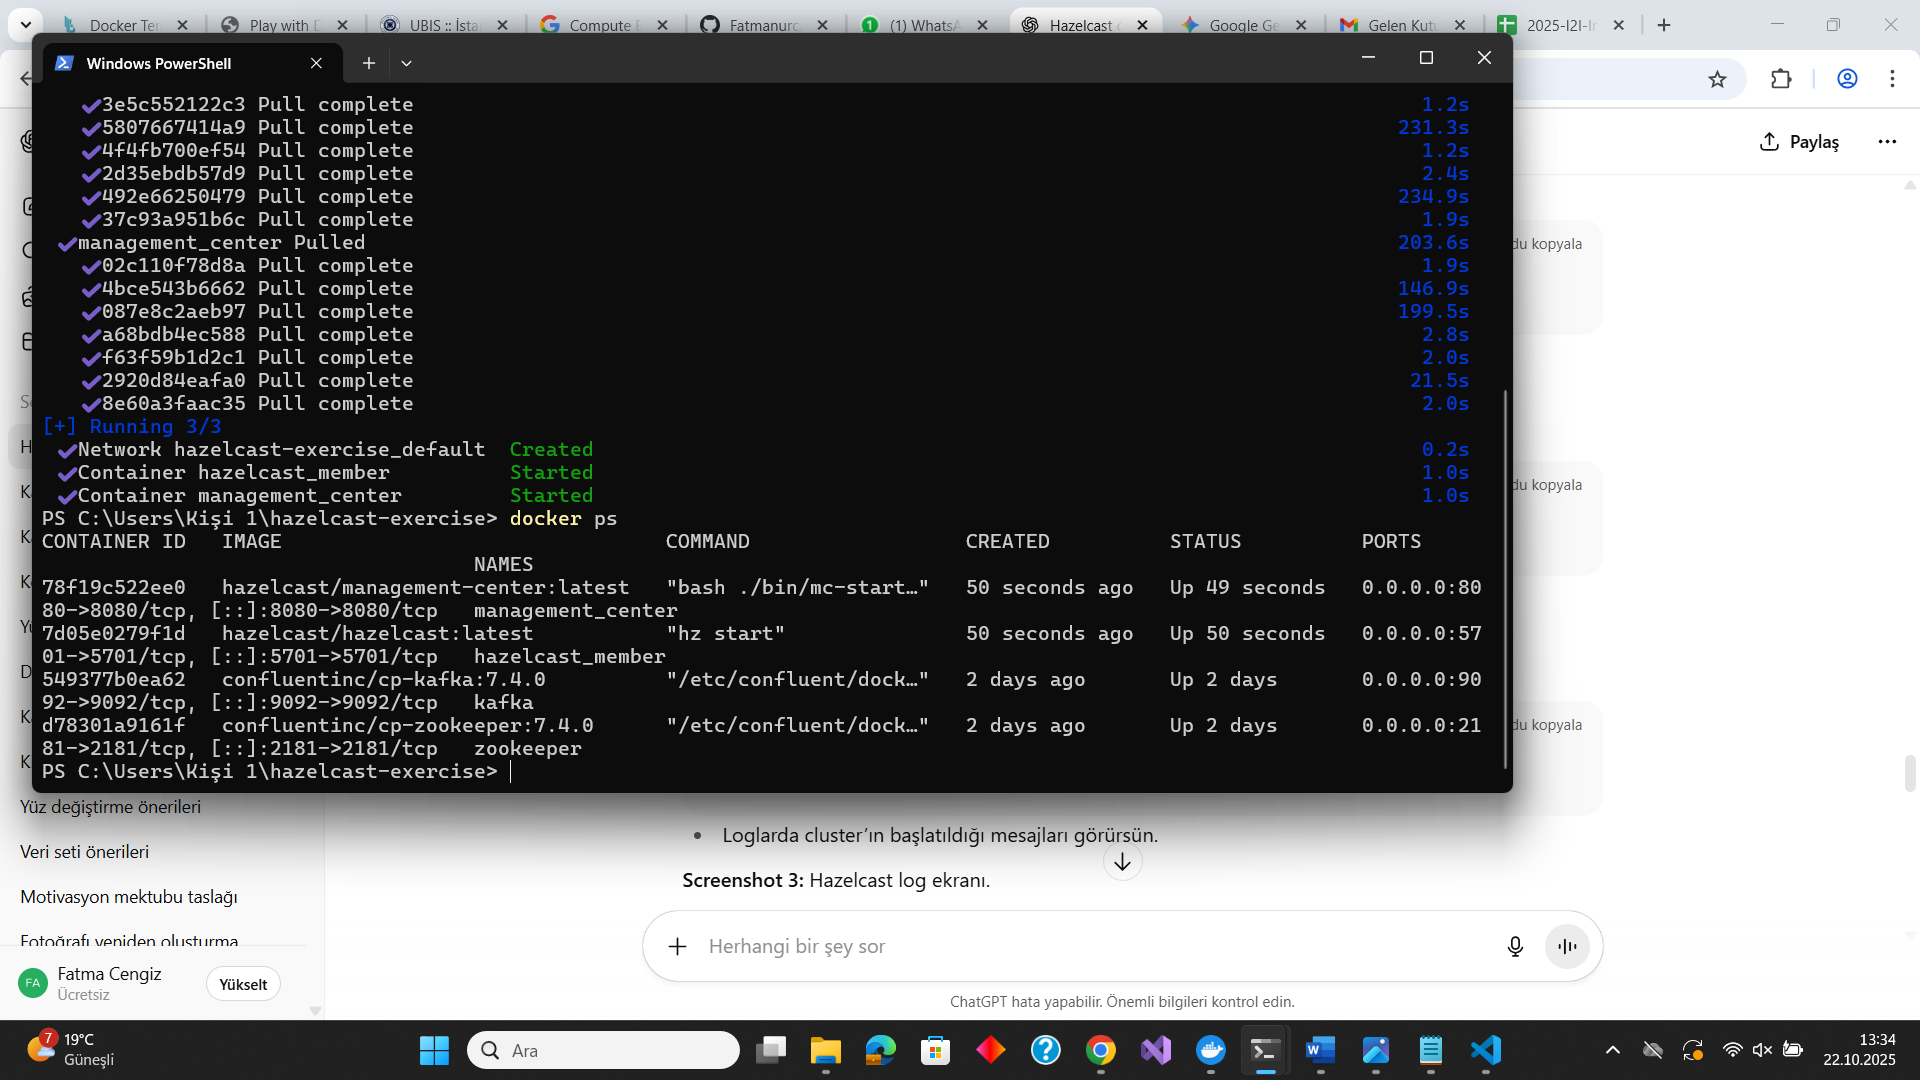 Docker Ter
Play with D
UBIS :: İsta
Compute E
Fatmanurc
(1) WhatsA
Hazelcast
Google Ge
Gelen Kutu
2025-I2I-Ir
Windows PowerShell
3e5c552122c3 Pull complete 1.2s
5807667414a9 Pull complete 231.3s
4f4fb700ef54 Pull complete 1.2s
2d35ebdb57d9 Pull complete 2.4s
492e66250479 Pull complete 234.9s
37c93a951b6c Pull complete 1.9s
management_center Pulled 203.6s
02c110f78d8a Pull complete 1.9s
4bce543b6662 Pull complete 146.9s
087e8c2aeb97 Pull complete 199.5s
a68bdb4ec588 Pull complete 2.8s
f63f59b1d2c1 Pull complete 2.0s
2920d84eafa0 Pull complete 21.5s
8e60a3faac35 Pull complete 2.0s
[+] Running 3/3
Network hazelcast-exercise_default Created 0.2s
Container hazelcast_member Started 1.0s
Container management_center Started 1.0s
PS C:\Users\Kişi 1\hazelcast-exercise> docker ps
CONTAINER ID IMAGE COMMAND CREATED STATUS PORTS
NAMES
78f19c522ee0 hazelcast/management-center:latest "bash ./bin/mc-start…" 50 seconds ago Up 49 seconds 0.0.0.0:80
80->8080/tcp, [::]:8080->8080/tcp management_center
7d05e0279f1d hazelcast/hazelcast:latest "hz start" 50 seconds ago Up 50 seconds 0.0.0.0:57
01->5701/tcp, [::]:5701->5701/tcp hazelcast_member
549377b0ea62 confluentinc/cp-kafka:7.4.0 "/etc/confluent/dock…" 2 days ago Up 2 days 0.0.0.0:90
92->9092/tcp, [::]:9092->9092/tcp kafka
d78301a9161f confluentinc/cp-zookeeper:7.4.0 "/etc/confluent/dock…" 2 days ago Up 2 days 0.0.0.0:21
81->2181/tcp, [::]:2181->2181/tcp zookeeper
PS C:\Users\Kişi 1\hazelcast-exercise>
Paylaş
du kopyala
du kopyala
du kopyala
Yüz değiştirme önerileri
Veri seti önerileri
Motivasyon mektubu taslağı
Fotoğrafı yeniden oluşturma
FA
Fatma Cengiz
Ücretsiz
Yükselt
Loglarda cluster’ın başlatıldığı mesajları görürsün.
Screenshot 3: Hazelcast log ekranı.
Herhangi bir şey sor
ChatGPT hata yapabilir. Önemli bilgileri kontrol edin.
7
19°C
Güneşli
Ara
13:34
22.10.2025